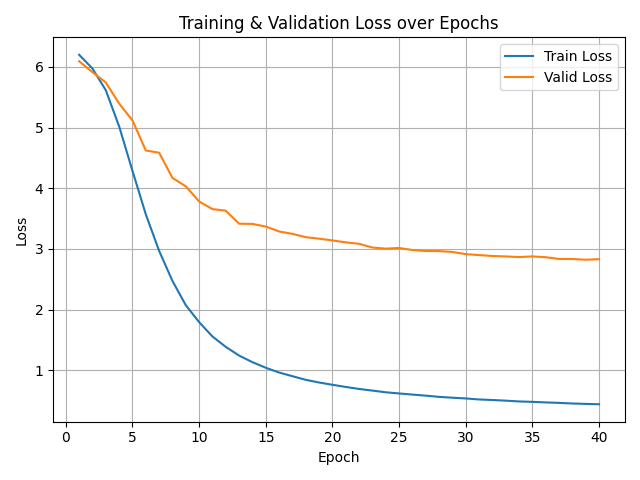 Training & Validation Loss over Epochs
Train Loss
Valid Loss
6
5
4
3
2
1
Loss
0 5 10 15 20 25 30 35 40
Epoch